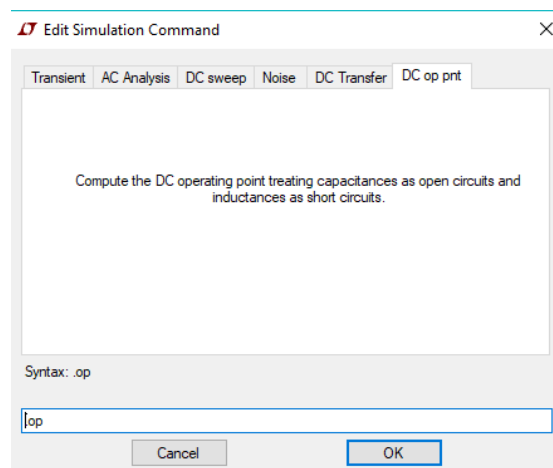 Edit Simulation Command
Transient AC Analysis DC sweep Noise DC Transfer DC op pnt
Compute the DC operating point treating capacitances as open circuits and
inductances as short circuits.
Syntax: .op
.op
Cancel OK